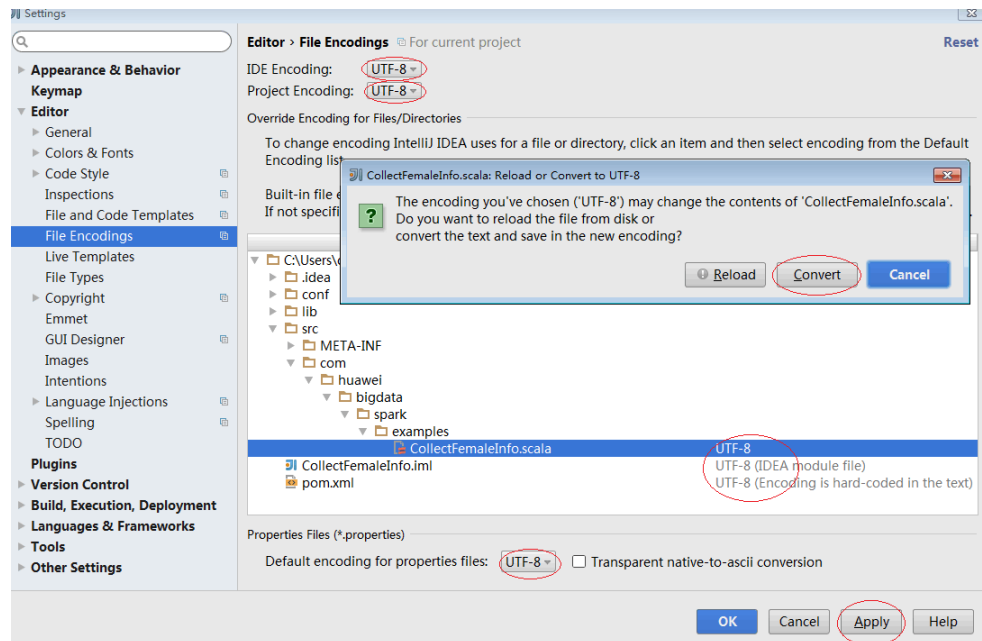 Settings
Editor › File Encodings For current project Reset
Appearance & Behavior
Keymap
Editor
General
Colors & Fonts
Code Style
Inspections
File and Code Templates
File Encodings
Live Templates
File Types
Copyright
Emmet
GUI Designer
Images
Intentions
Language Injections
Spelling
TODO
Plugins
Version Control
Build, Execution, Deployment
Languages & Frameworks
Tools
Other Settings
IDE Encoding: UTF-8
Project Encoding: UTF-8
Override Encoding for Files/Directories
To change encoding IntelliJ IDEA uses for a file or directory, click an item and then select encoding from the Default
Encoding list.
Built-in file
If not specifi
CollectFemaleInfo.scala: Reload or Convert to UTF-8
The encoding you've chosen ('UTF-8') may change the contents of 'CollectFemaleInfo.scala'.
Do you want to reload the file from disk or
convert the text and save in the new encoding?
Reload Convert Cancel
C:\Users\
.idea
conf
lib
src
META-INF
com
huawei
bigdata
spark
examples
CollectFemaleInfo.scala UTF-8
CollectFemaleInfo.iml UTF-8 (IDEA module file)
pom.xml UTF-8 (Encoding is hard-coded in the text)
Properties Files (*.properties)
Default encoding for properties files: UTF-8 Transparent native-to-ascii conversion
OK Cancel Apply Help